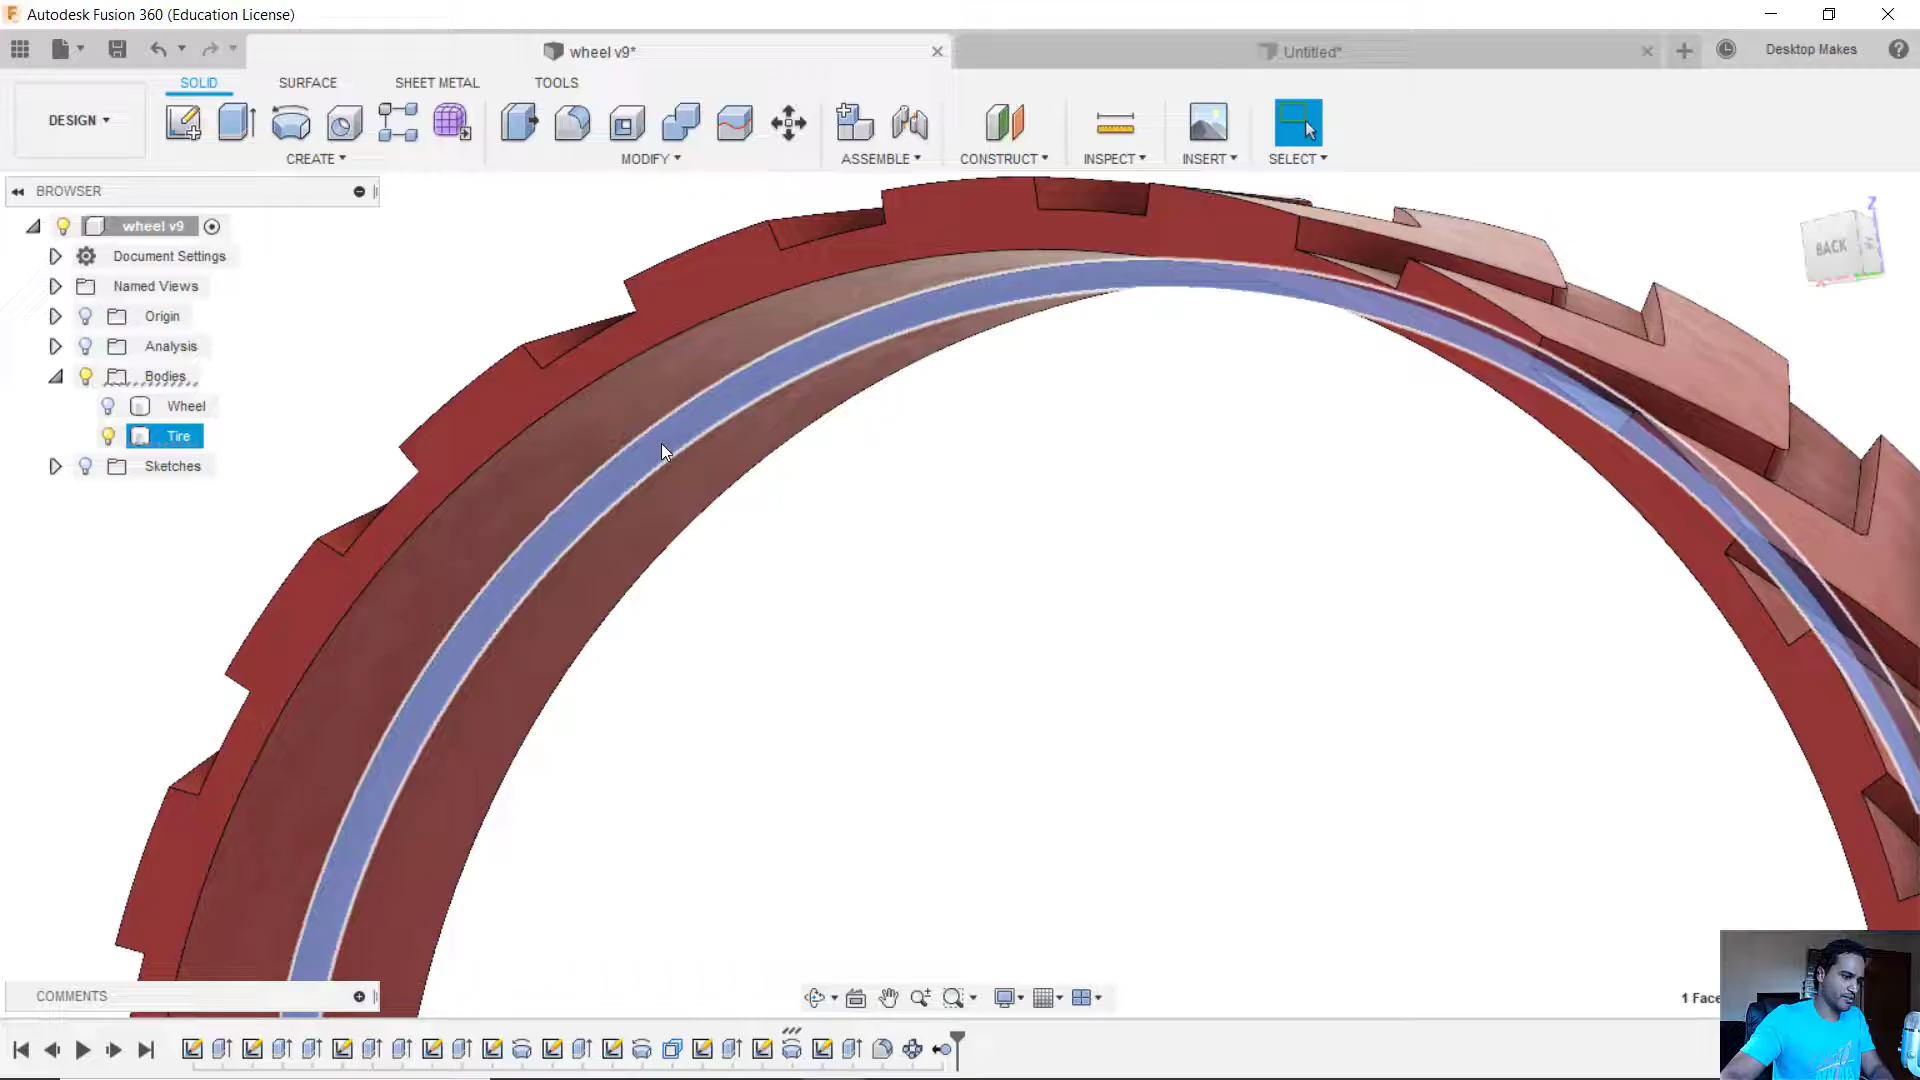 Autodesk Fusion 360 (Education License)
wheel v9*
Untitled*
Desktop Makes
SOLID
SURFACE
SHEET METAL
TOOLS
DESIGN
CREATE
MODIFY
ASSEMBLE
CONSTRUCT
INSPECT
INSERT
SELECT
BROWSER
wheel v9
Document Settings
Named Views
Origin
Analysis
Bodies
Wheel
Tire
Sketches
Z
BACK
COMMENTS
1 Face